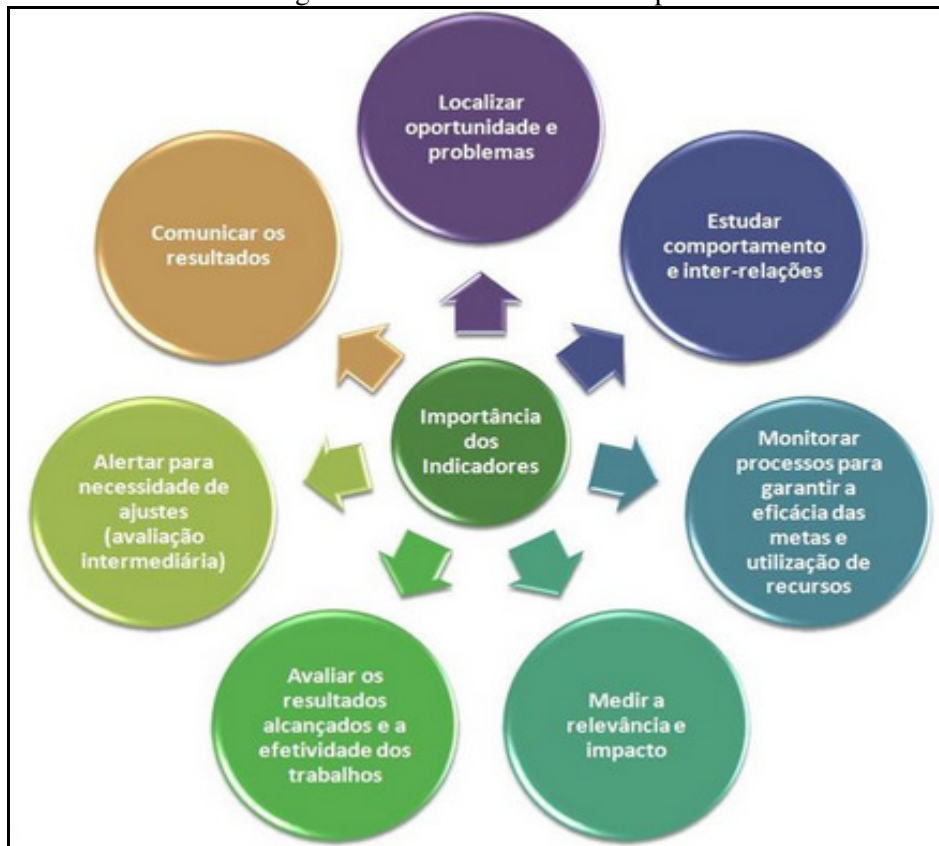 Localizar
oportunidade e
problemas
Estudar
comportamento
e inter-relações
Monitorar
processos para
garantir a
eficácia das
metas e
utilização de
recursos
Medir a
relevância e
impacto
Avaliar os
resultados
alcançados e a
efetividade dos
trabalhos
Alertar para
necessidade de
ajustes
(avaliação
intermediária)
Comunicar os
resultados
Importância
dos
Indicadores